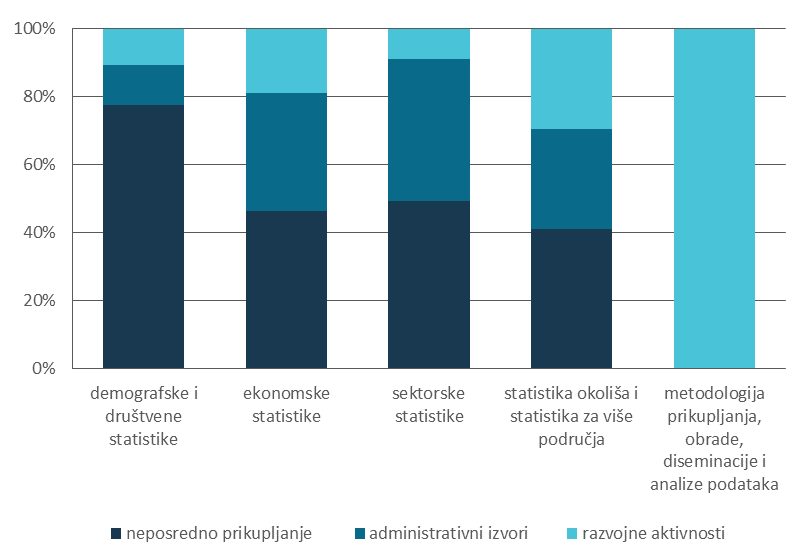 100%
80%
60%
40%
20%
0%
demografske i
društvene
statistike
ekonomske
statistike
sektorske
statistike
statistika okoliša i
statistika za više
područja
metodologija
prikupljanja,
obrade,
diseminacije i
analize podataka
neposredno prikupljanje
administrativni izvori
razvojne aktivnosti